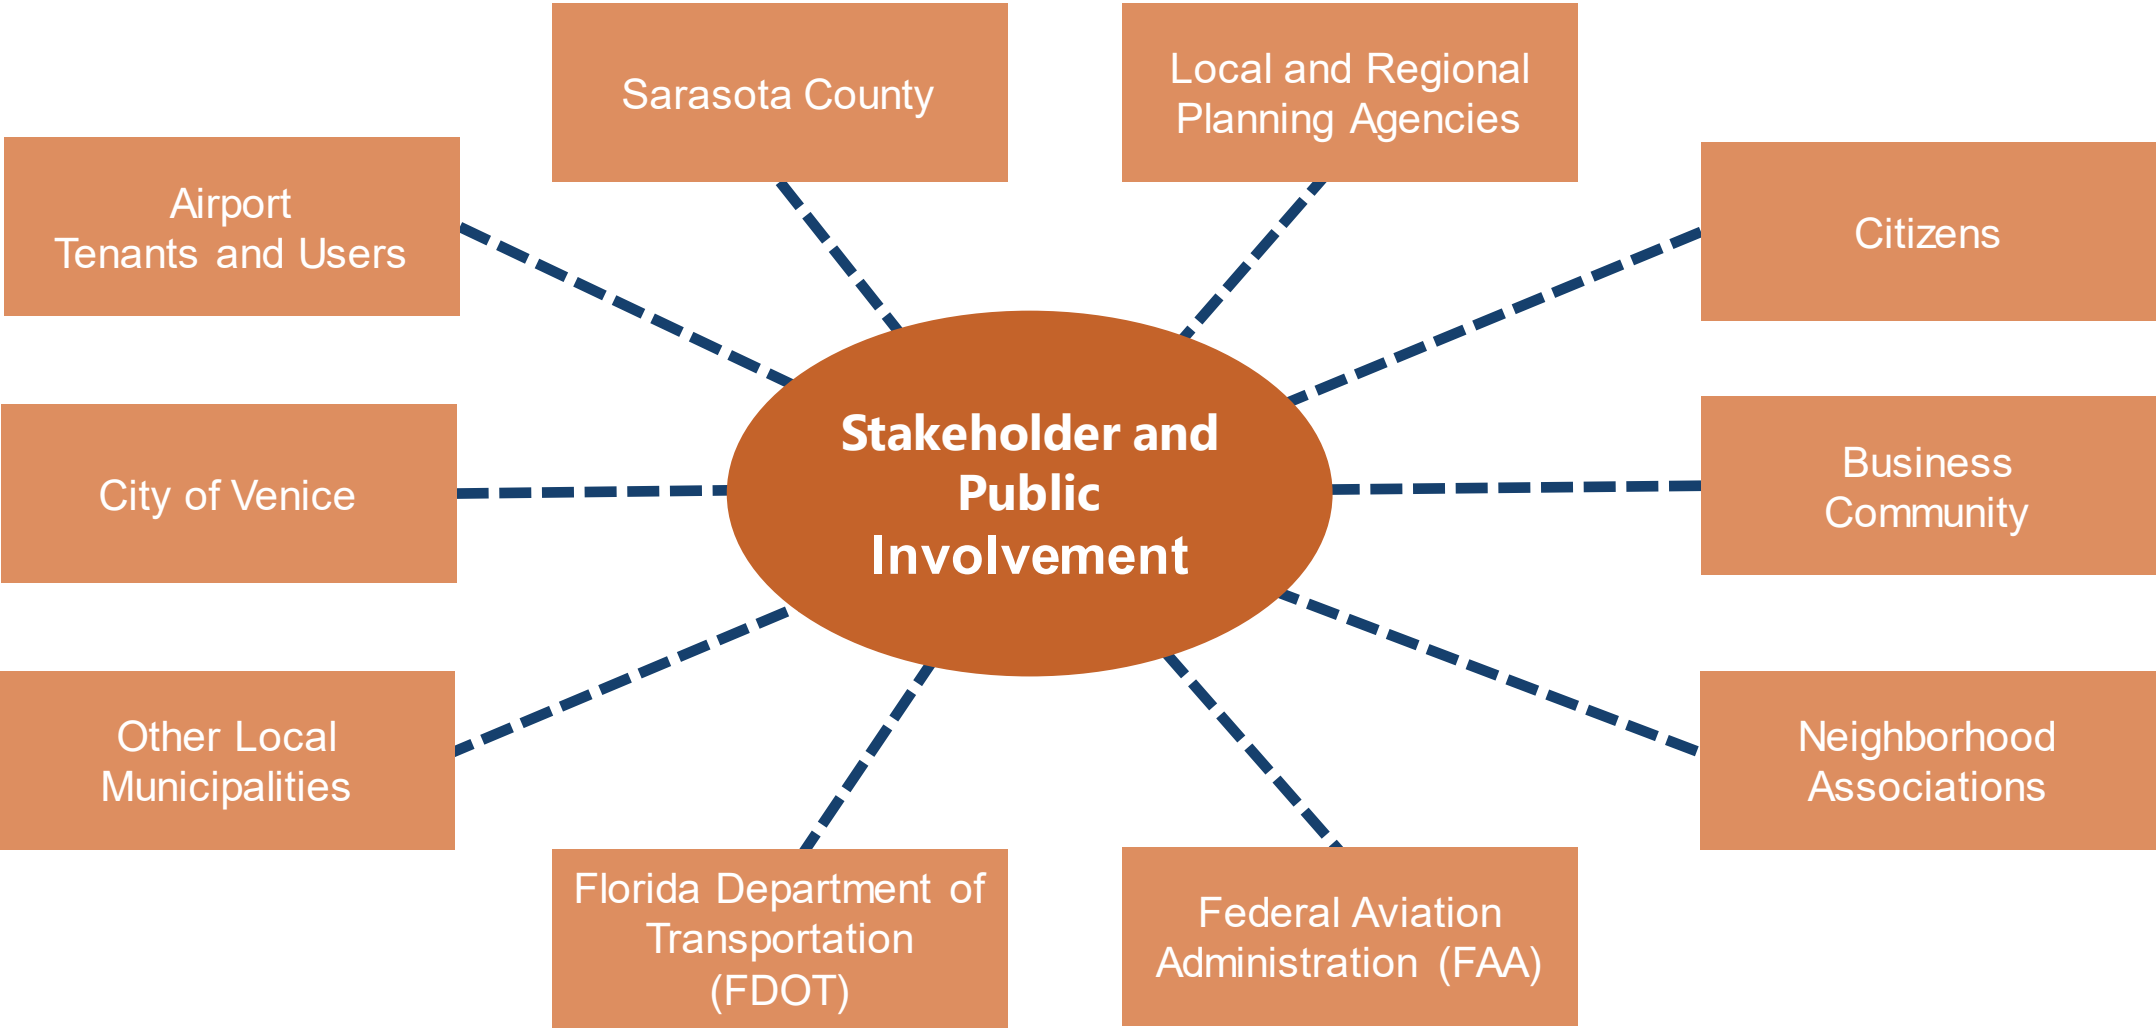 Sarasota County
Local and Regional
Planning Agencies
Airport
Tenants and Users
Citizens
Stakeholder and
Public
Involvement
City of Venice
Business
Community
Other Local
Municipalities
Neighborhood
Associations
Florida Department of
Transportation
(FDOT)
Federal Aviation
Administration (FAA)